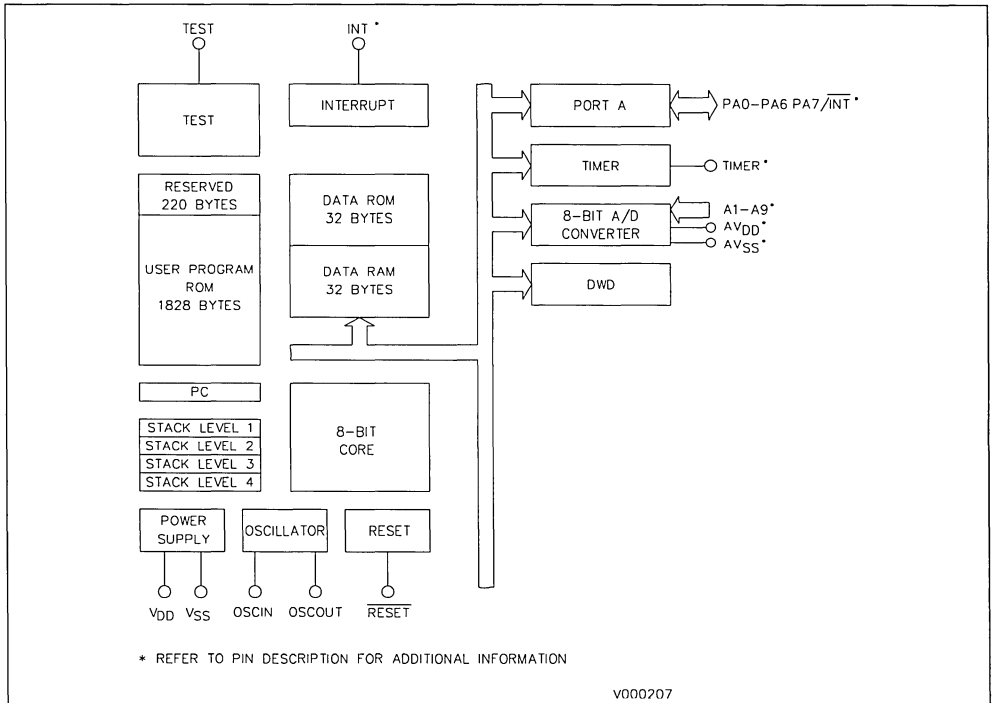 TEST
INT *
TEST
INTERRUPT
PORT A
PA0-PA6 PA7/INT *
TIMER
TIMER *
RESERVED
220 BYTES
DATA ROM
32 BYTES
8-BIT A/D
CONVERTER
A1-A9 *
AVDD *
AVSS *
USER PROGRAM
ROM
1828 BYTES
DATA RAM
32 BYTES
DWD
PC
STACK LEVEL 1
STACK LEVEL 2
STACK LEVEL 3
STACK LEVEL 4
8-BIT
CORE
POWER
SUPPLY
OSCILLATOR
RESET
VDD
VSS
OSCIN
OSCOUT
RESET
* REFER TO PIN DESCRIPTION FOR ADDITIONAL INFORMATION
V000207